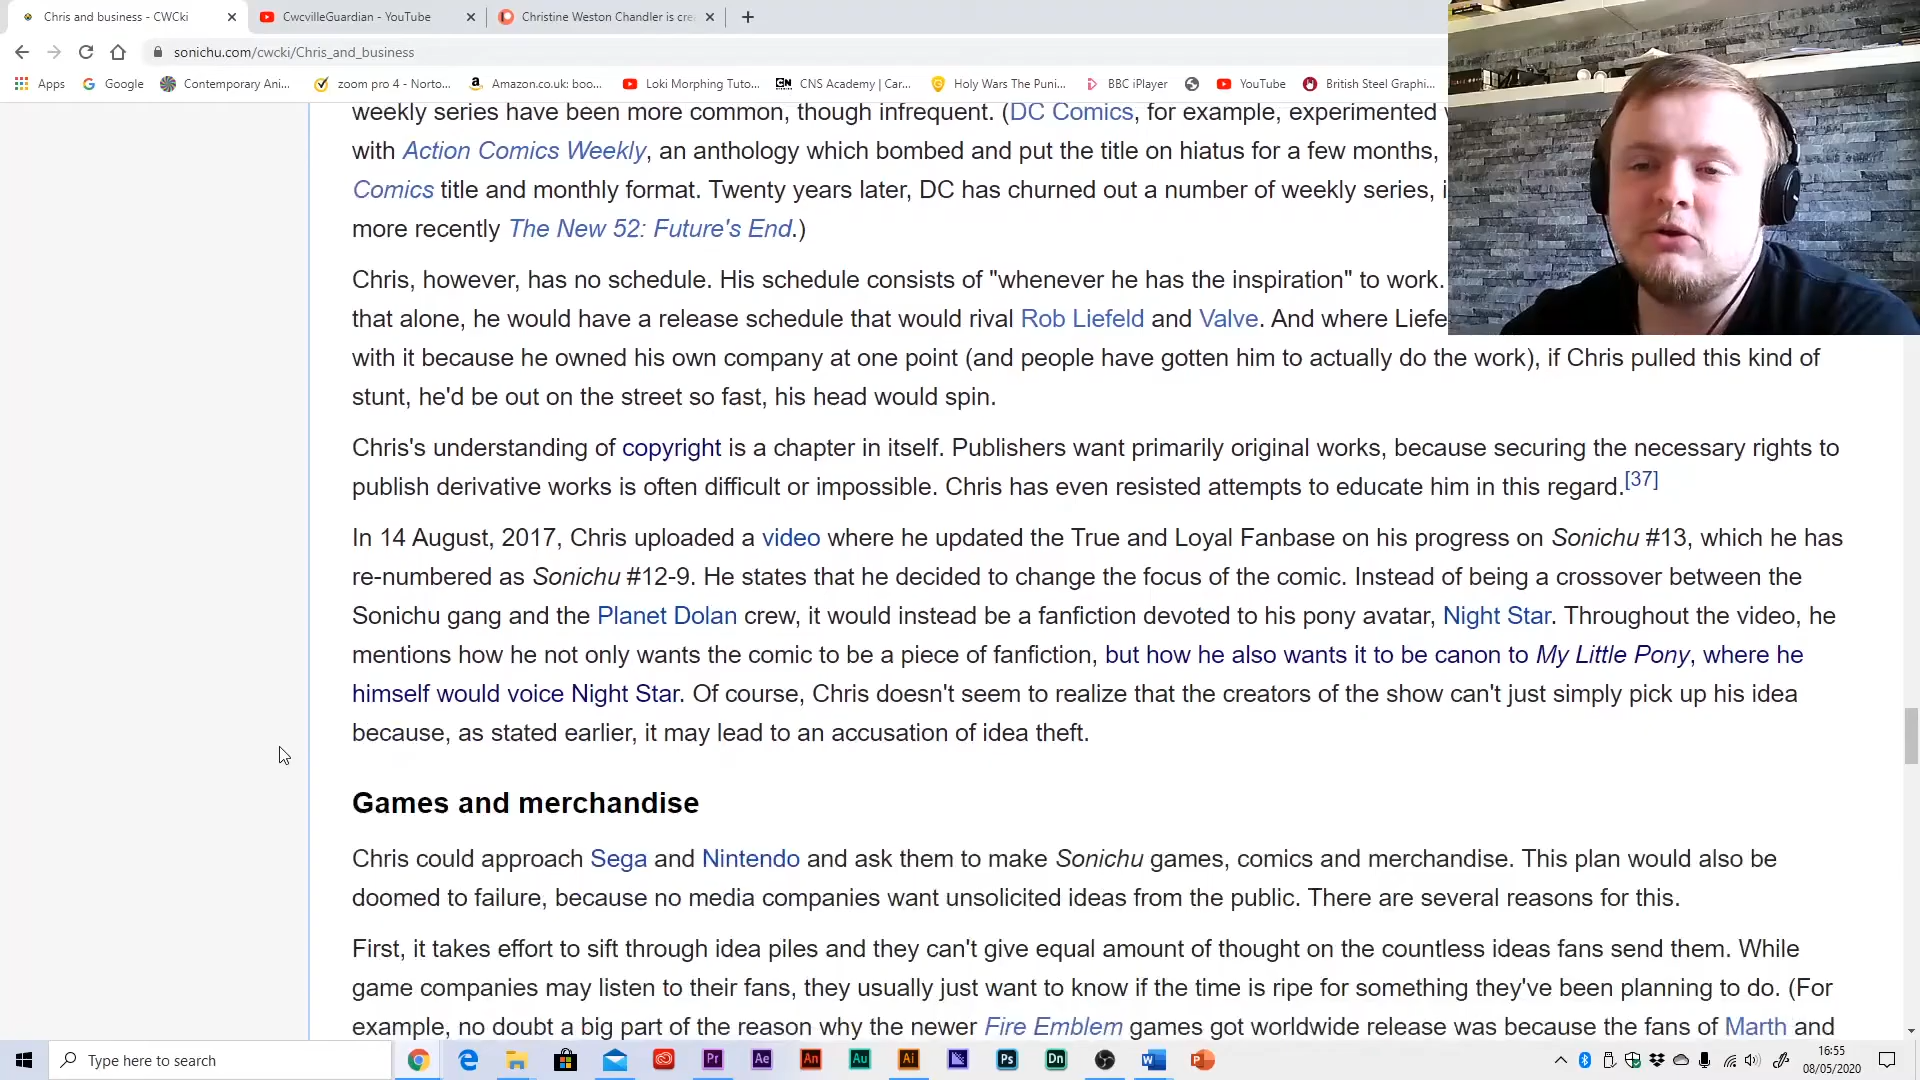 Chris and business - CWCki
CwcvilleGuardian - YouTube
Christine Weston Chandler is cre
sonichu.com/cwcki/Chris_and_business
Apps
Google
Contemporary Ani...
zoom pro 4 - Norto...
Amazon.co.uk: boo...
Loki Morphing Tuto...
CNS Academy | Car...
Holy Wars The Puni...
BBC iPlayer
YouTube
British Steel Graphi...
weekly series have been more common, though infrequent. (DC Comics, for example, experimented
with Action Comics Weekly, an anthology which bombed and put the title on hiatus for a few months,
Comics title and monthly format. Twenty years later, DC has churned out a number of weekly series,
more recently The New 52: Future's End.)
Chris, however, has no schedule. His schedule consists of "whenever he has the inspiration" to work.
that alone, he would have a release schedule that would rival Rob Liefeld and Valve. And where Liefe
with it because he owned his own company at one point (and people have gotten him to actually do the work), if Chris pulled this kind of
stunt, he'd be out on the street so fast, his head would spin.
Chris's understanding of copyright is a chapter in itself. Publishers want primarily original works, because securing the necessary rights to
publish derivative works is often difficult or impossible. Chris has even resisted attempts to educate him in this regard.[37]
In 14 August, 2017, Chris uploaded a video where he updated the True and Loyal Fanbase on his progress on Sonichu #13, which he has
re-numbered as Sonichu #12-9. He states that he decided to change the focus of the comic. Instead of being a crossover between the
Sonichu gang and the Planet Dolan crew, it would instead be a fanfiction devoted to his pony avatar, Night Star. Throughout the video, he
mentions how he not only wants the comic to be a piece of fanfiction, but how he also wants it to be canon to My Little Pony, where he
himself would voice Night Star. Of course, Chris doesn't seem to realize that the creators of the show can't just simply pick up his idea
because, as stated earlier, it may lead to an accusation of idea theft.
Games and merchandise
Chris could approach Sega and Nintendo and ask them to make Sonichu games, comics and merchandise. This plan would also be
doomed to failure, because no media companies want unsolicited ideas from the public. There are several reasons for this.
First, it takes effort to sift through idea piles and they can't give equal amount of thought on the countless ideas fans send them. While
game companies may listen to their fans, they usually just want to know if the time is ripe for something they've been planning to do. (For
example, no doubt a big part of the reason why the newer Fire Emblem games got worldwide release was because the fans of Marth and
Type here to search
Pr
Ae
An
Au
Ai
Ps
Dn
16:55
08/05/2020